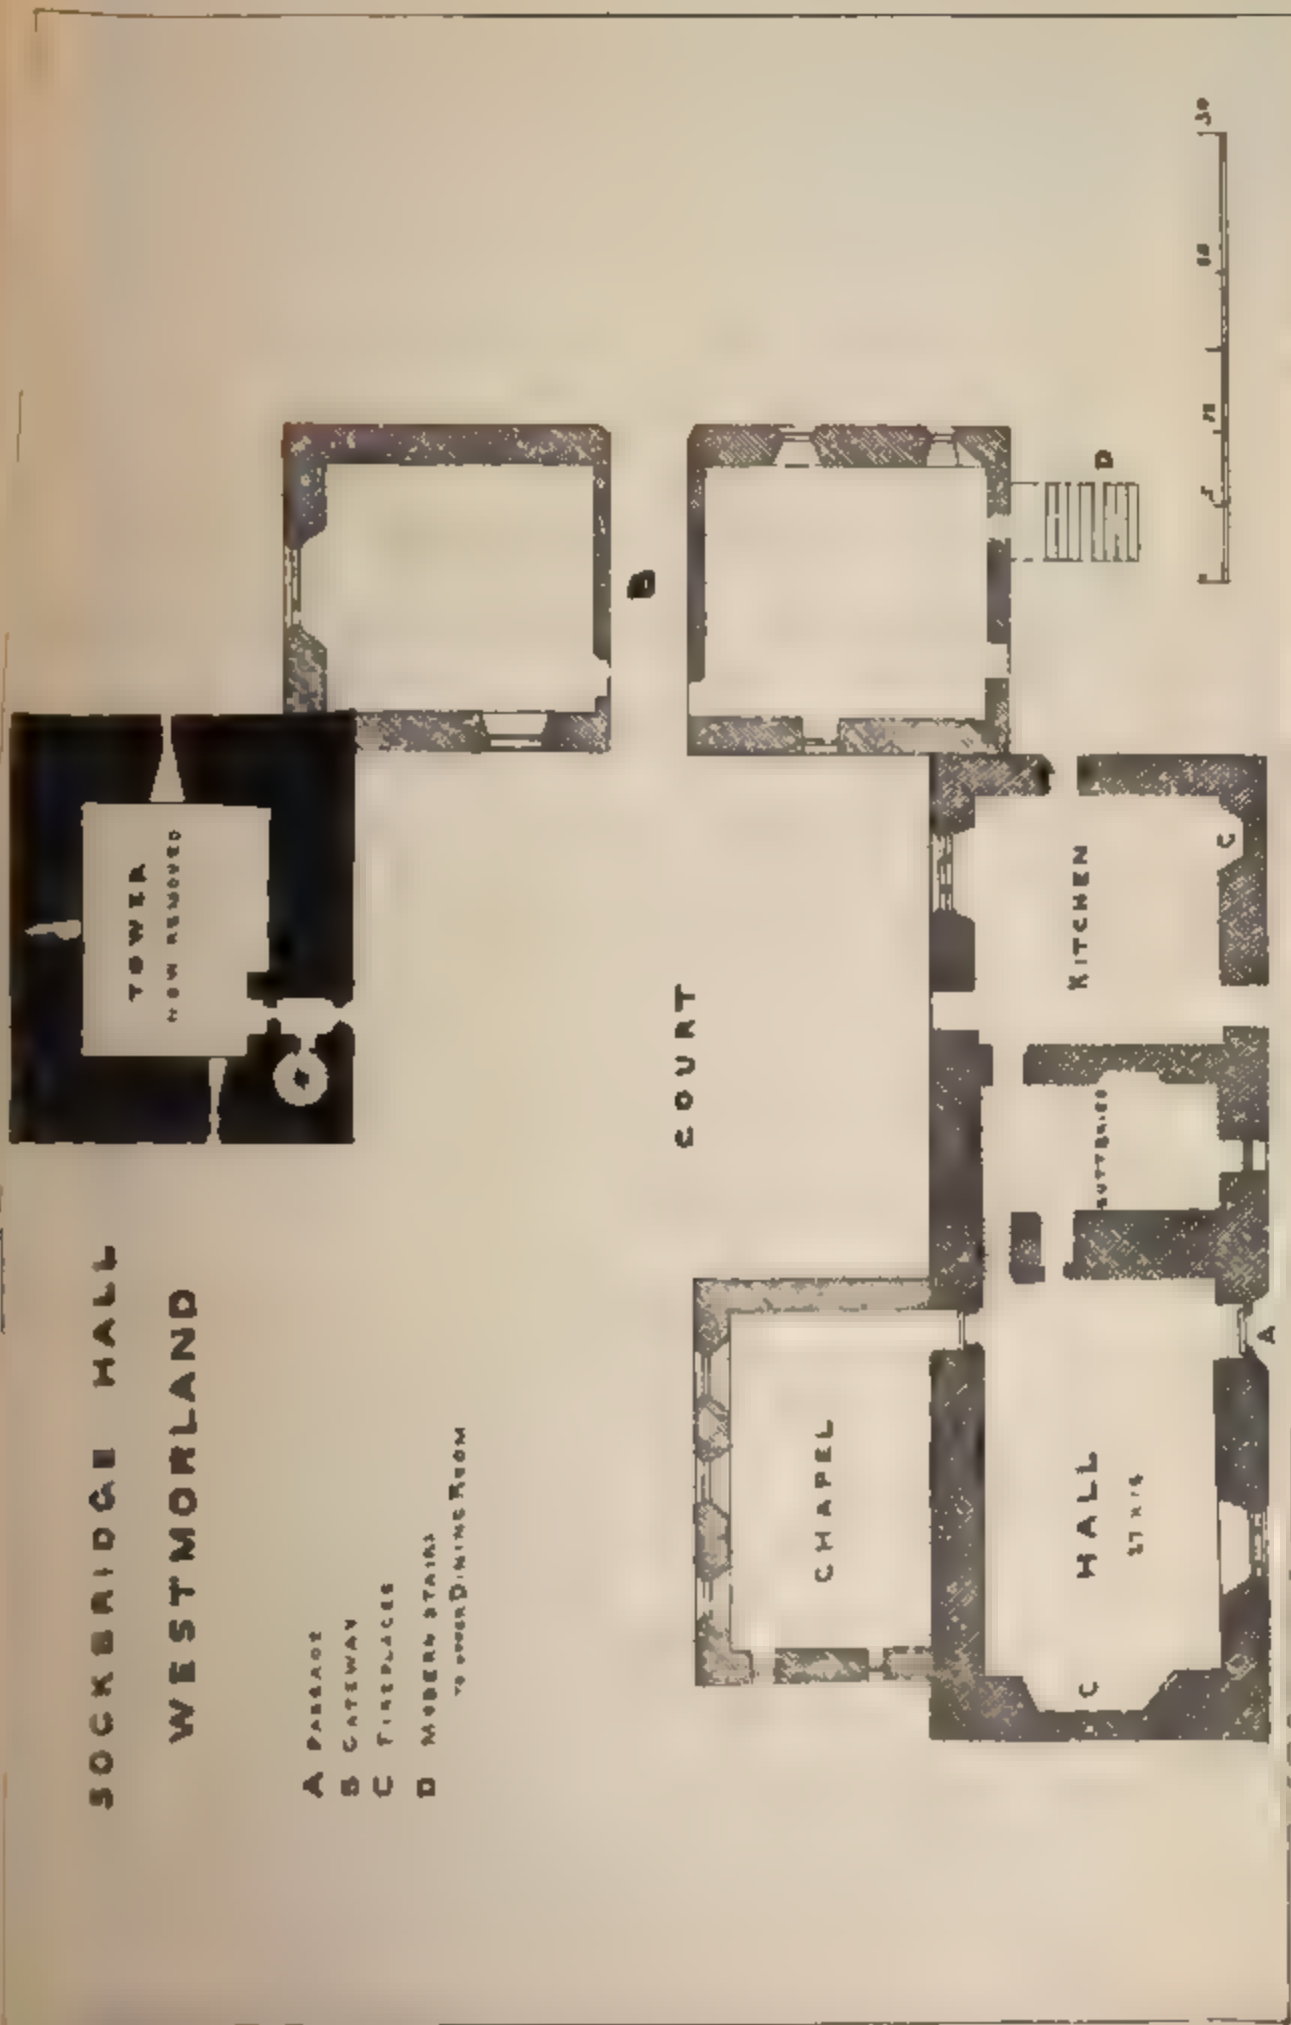 SOCKBRIDGE HALL
WESTMORLAND
A PASSAGE
B GATEWAY
C FIREPLACES
D MODERN STAIRS
TO UPPER DINING ROOM
TOWER
NOW REMOVED
COURT
B
CHAPEL
C
HALL
A
BUTTERIES
KITCHEN
C
D
5